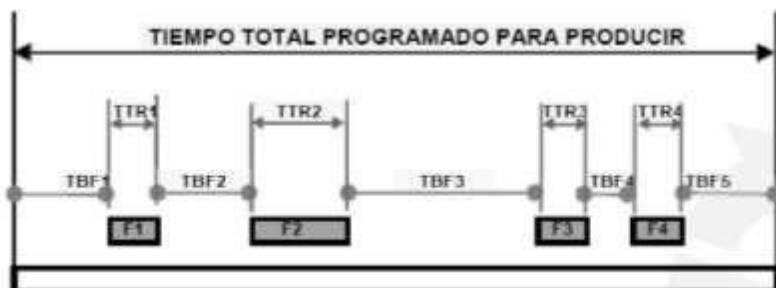 TIEMPO TOTAL PROGRAMADO PARA PRODUCIR
TTR1 TTR2 TTR3 TTR4
TBF1 TBF2 TBF3 TBF4 TBF5
F1 F2 F3 F4